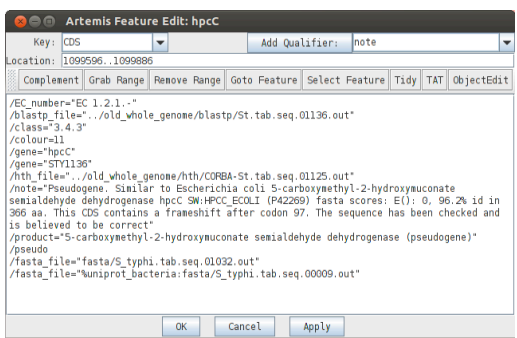 Artemis Feature Edit: hpcC
Key: CDS Add Qualifier: note
Location: 1099596..1099886
Complement Grab Range Remove Range Goto Feature Select Feature Tidy TAT ObjectEdit
/EC_number="EC 1.2.1.-"
/blastp_file="../old_whole_genome/blastp/St.tab.seq.01136.out"
/class="3.4.3"
/colour=11
/gene="hpcC"
/gene="STY1136"
/hth_file="../old_whole_genome/hth/CORBA-St.tab.seq.01125.out"
/note="Pseudogene. Similar to Escherichia coli 5-carboxymethyl-2-hydroxymuconate
semialdehyde dehydrogenase hpcC SW:HPCC_ECOLI (P42269) fasta scores: E(): 0, 96.2% id in
366 aa. This CDS contains a frameshift after codon 97. The sequence has been checked and
is believed to be correct"
/product="5-carboxymethyl-2-hydroxymuconate semialdehyde dehydrogenase (pseudogene)"
/pseudo
/fasta_file="fasta/S_typhi.tab.seq.01032.out"
/fasta_file="%uniprot_bacteria:fasta/S_typhi.tab.seq.00009.out"
OK Cancel Apply